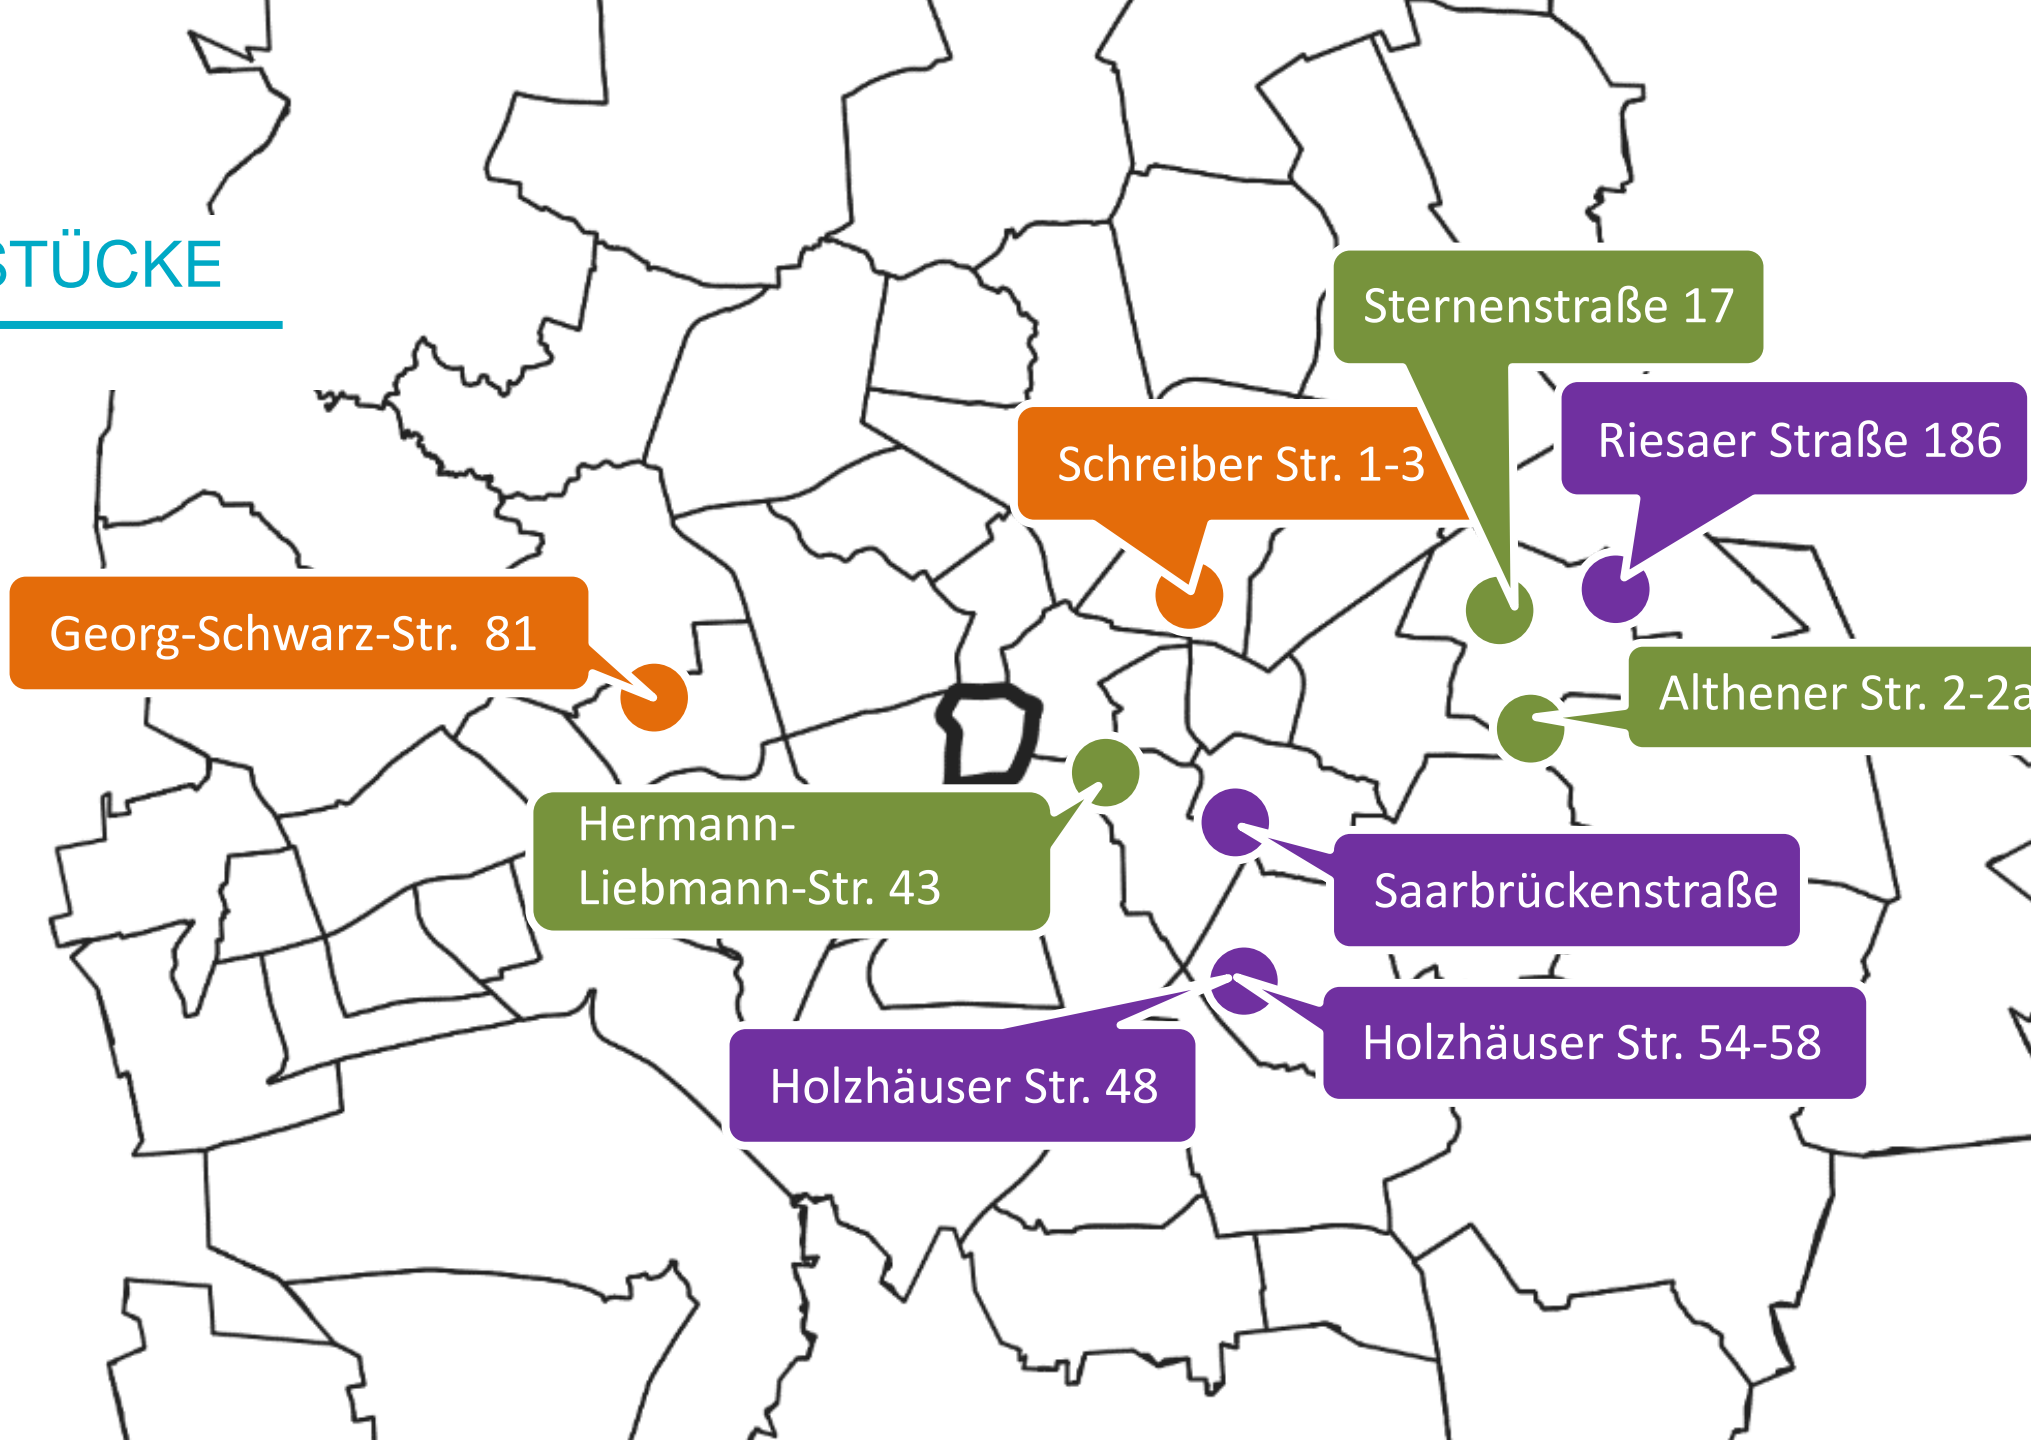 STÜCKE
Sternenstraße 17
Riesaer Straße 186
Schreiber Str. 1-3
Georg-Schwarz-Str. 81
Althener Str. 2-2a
Hermann-
Liebmann-Str. 43
Saarbrückenstraße
Holzhäuser Str. 54-58
Holzhäuser Str. 48